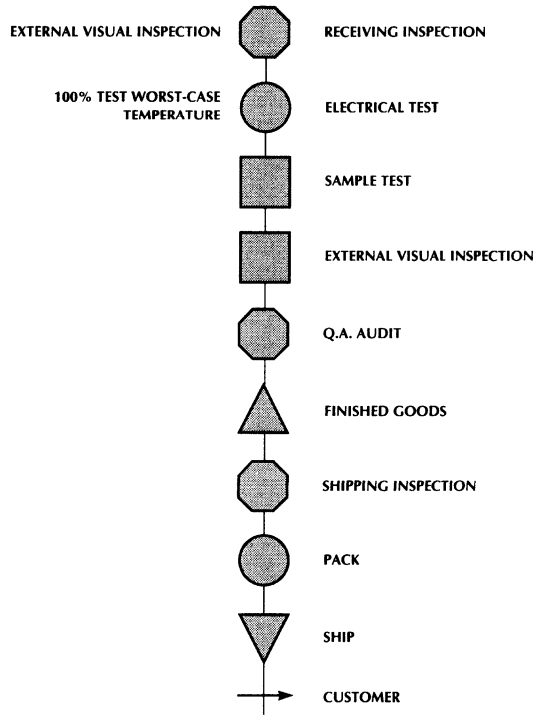 EXTERNAL VISUAL INSPECTION
RECEIVING INSPECTION
100% TEST WORST-CASE
TEMPERATURE
ELECTRICAL TEST
SAMPLE TEST
EXTERNAL VISUAL INSPECTION
Q.A. AUDIT
FINISHED GOODS
SHIPPING INSPECTION
PACK
SHIP
CUSTOMER